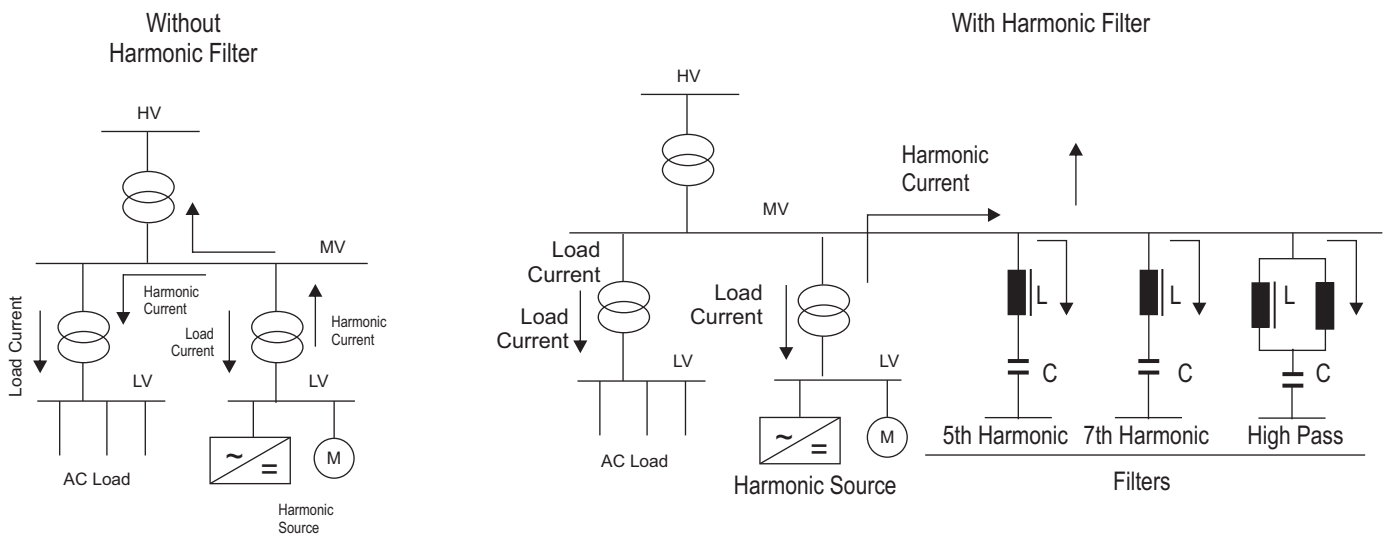 Without
Harmonic Filter
HV
MV
Harmonic
Current
Load Current
Load
Current
Harmonic
Current
LV
LV
~
=
M
AC Load
Harmonic
Source
With Harmonic Filter
HV
Harmonic
Current
MV
Load
Current
Load
Current
Load
Current
L
L
L
LV
LV
C
C
C
~
=
M
AC Load
Harmonic Source
5th Harmonic
7th Harmonic
High Pass
Filters